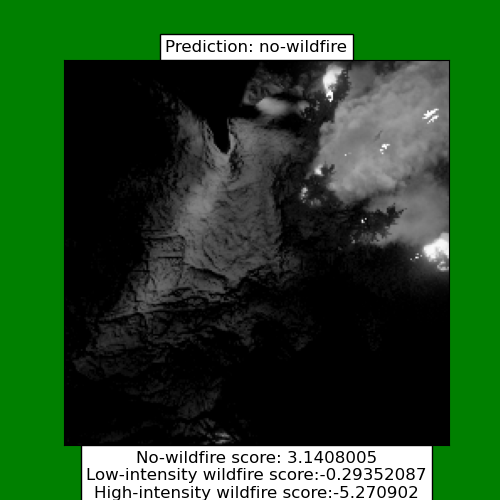 Prediction: no-wildfire
No-wildfire score: 3.1408005
Low-intensity wildfire score:-0.29352087
High-intensity wildfire score:-5.270902